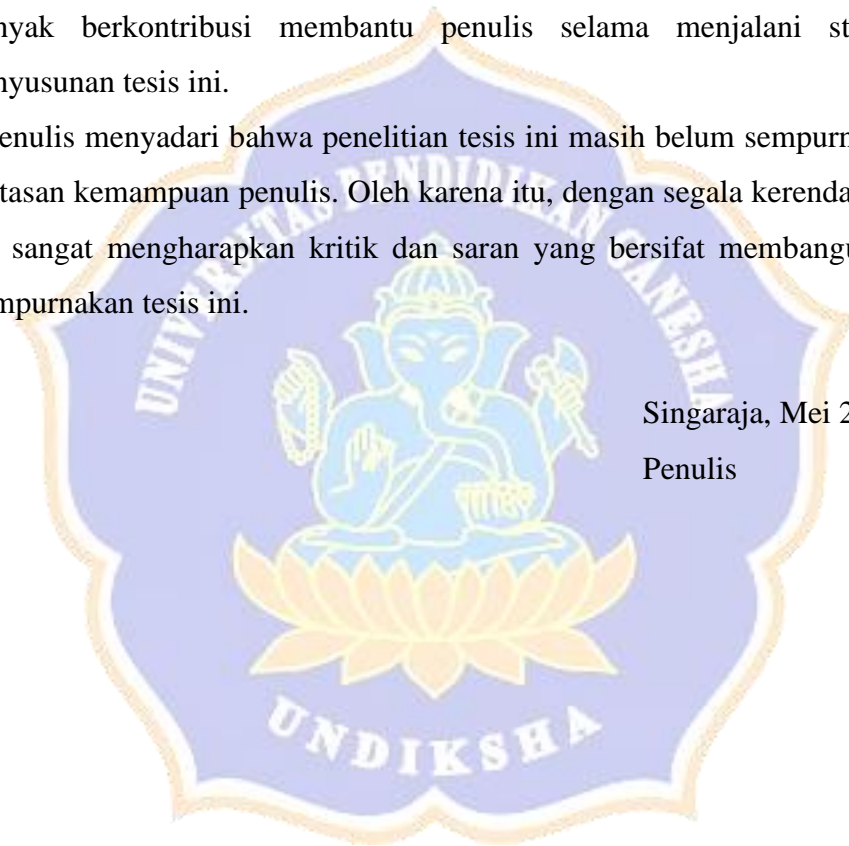 nyak berkontribusi membantu penulis selama menjalani st
nyusunan tesis ini.
enulis menyadari bahwa penelitian tesis ini masih belum sempurn
tasan kemampuan penulis. Oleh karena itu, dengan segala kerenda
sangat mengharapkan kritik dan saran yang bersifat membangu
mpurnakan tesis ini.
UNIVERSITAS PENDIDIKAN GANESHA
Singaraja, Mei 2
Penulis
UNDIKSHA